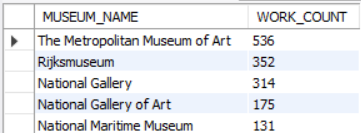 MUSEUM_NAME WORK_COUNT
The Metropolitan Museum of Art 536
Rijksmuseum 352
National Gallery 314
National Gallery of Art 175
National Maritime Museum 131